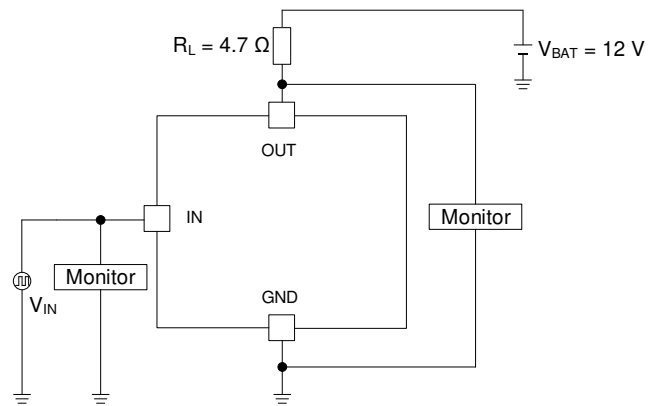 R_L = 4.7 Ω
V_BAT = 12 V
OUT
IN
Monitor
Monitor
V_IN
GND